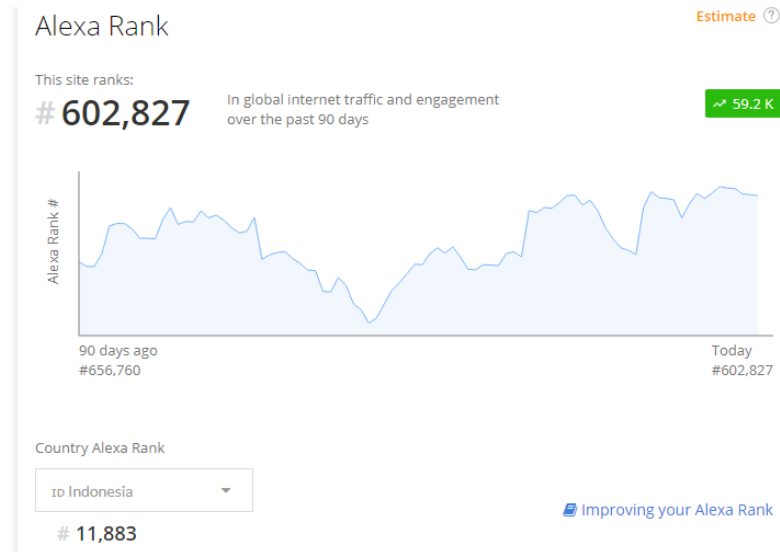 Alexa Rank
Estimate ?
This site ranks:
# 602,827
In global internet traffic and engagement
over the past 90 days
59.2 K
Alexa Rank #
90 days ago
#656,760
Today
#602,827
Country Alexa Rank
ID Indonesia
Improving your Alexa Rank
# 11,883